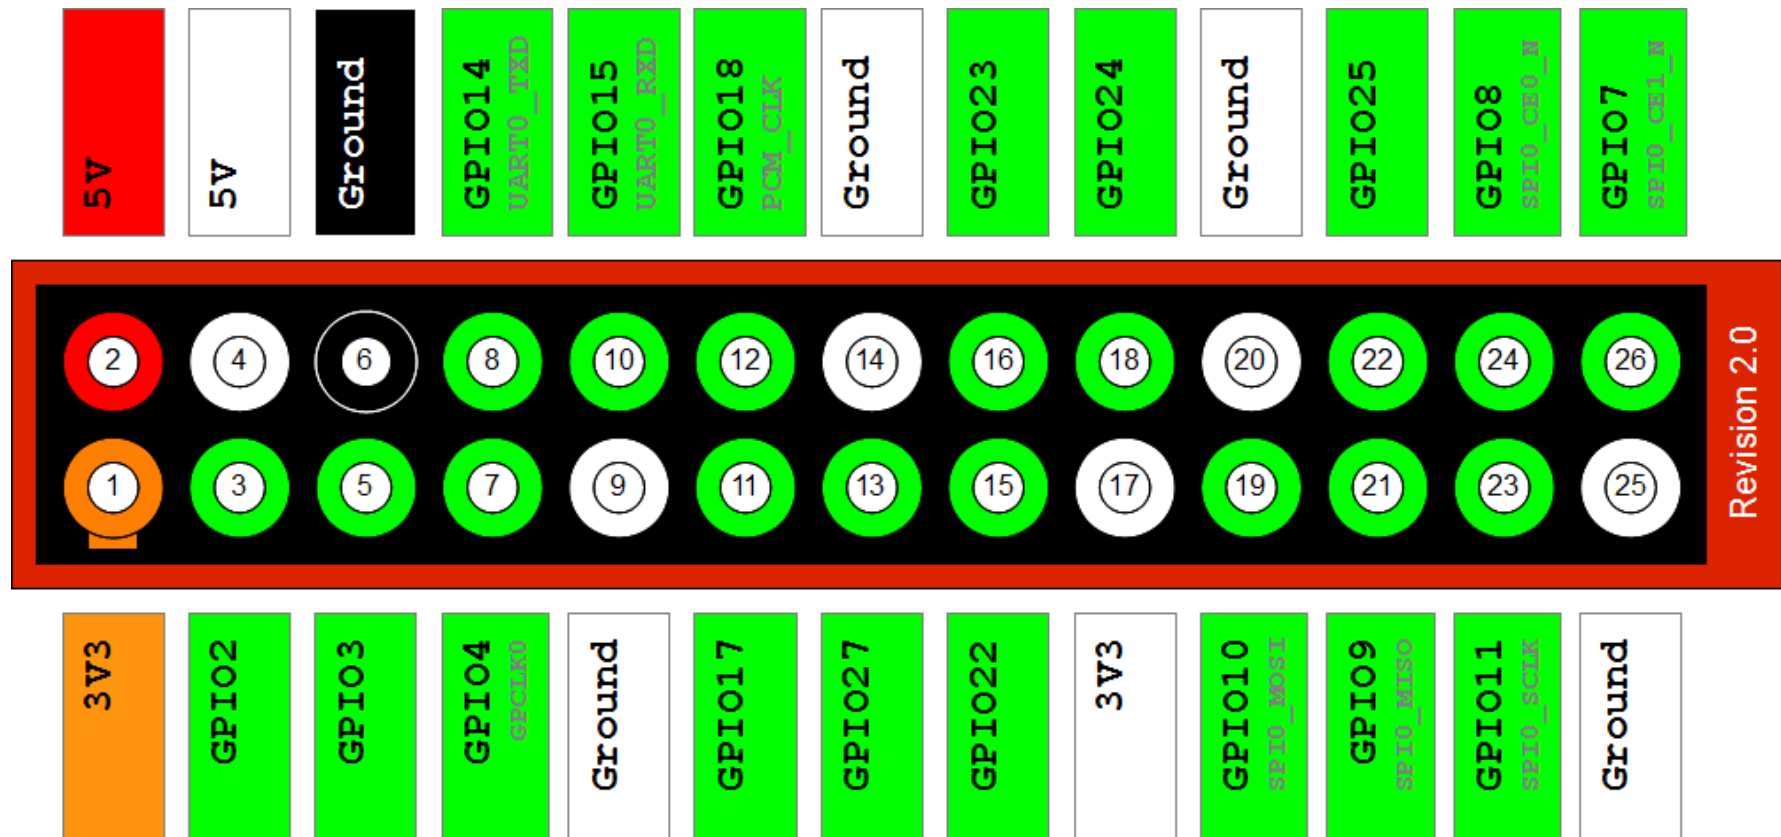 5V
5V
Ground
GPIO14
UART0_TXD
GPIO15
UART0_RXD
GPIO18
PCM_CLK
Ground
GPIO23
GPIO24
Ground
GPIO25
GPIO8
SPI0_CE0_N
GPIO7
SPI0_CE1_N
2
4
6
8
10
12
14
16
18
20
22
24
26
1
3
5
7
9
11
13
15
17
19
21
23
25
Revision 2.0
3V3
GPIO2
GPIO3
GPIO4
GPCLK0
Ground
GPIO17
GPIO27
GPIO22
3V3
GPIO10
SPI0_MOSI
GPIO9
SPI0_MISO
GPIO11
SPI0_SCLK
Ground